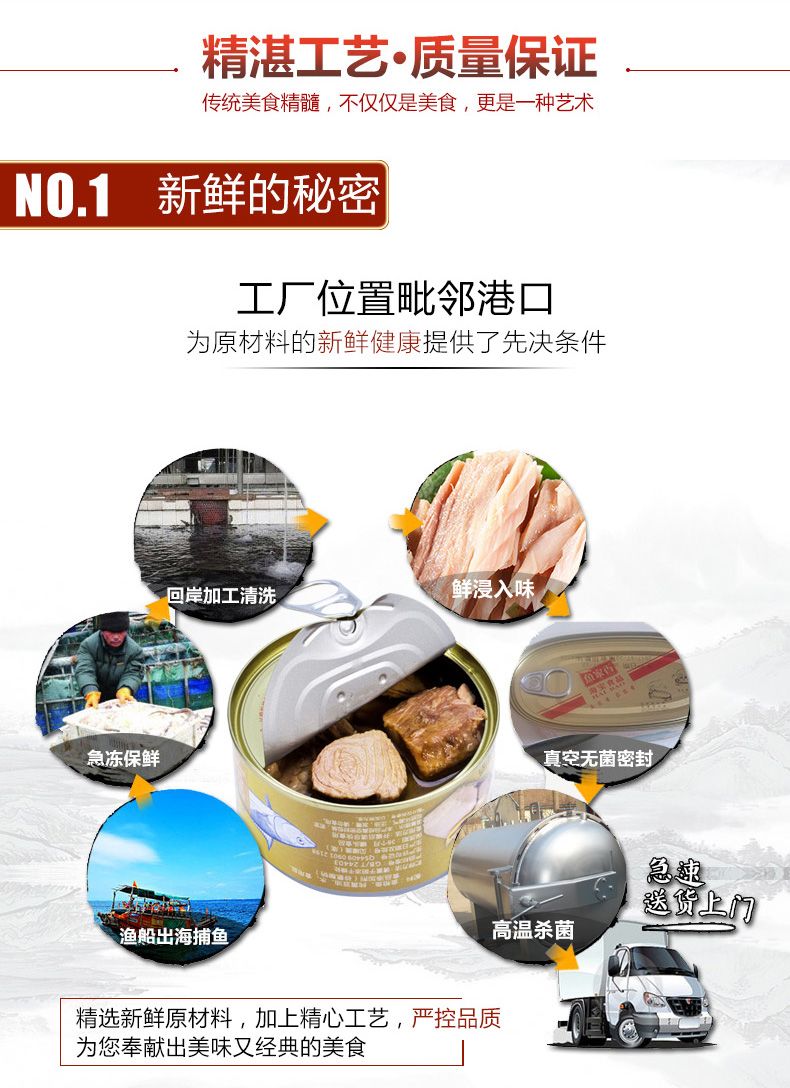 精湛工艺·质量保证
传统美食精髓，不仅仅是美食，更是一种艺术
NO.1 新鲜的秘密
工厂位置毗邻港口
为原材料的新鲜健康提供了先决条件
回岸加工清洗
鲜浸入味
急冻保鲜
真空无菌密封
渔船出海捕鱼
高温杀菌
急速
送货上门
精选新鲜原材料，加上精心工艺，严控品质
为您奉献出美味又经典的美食